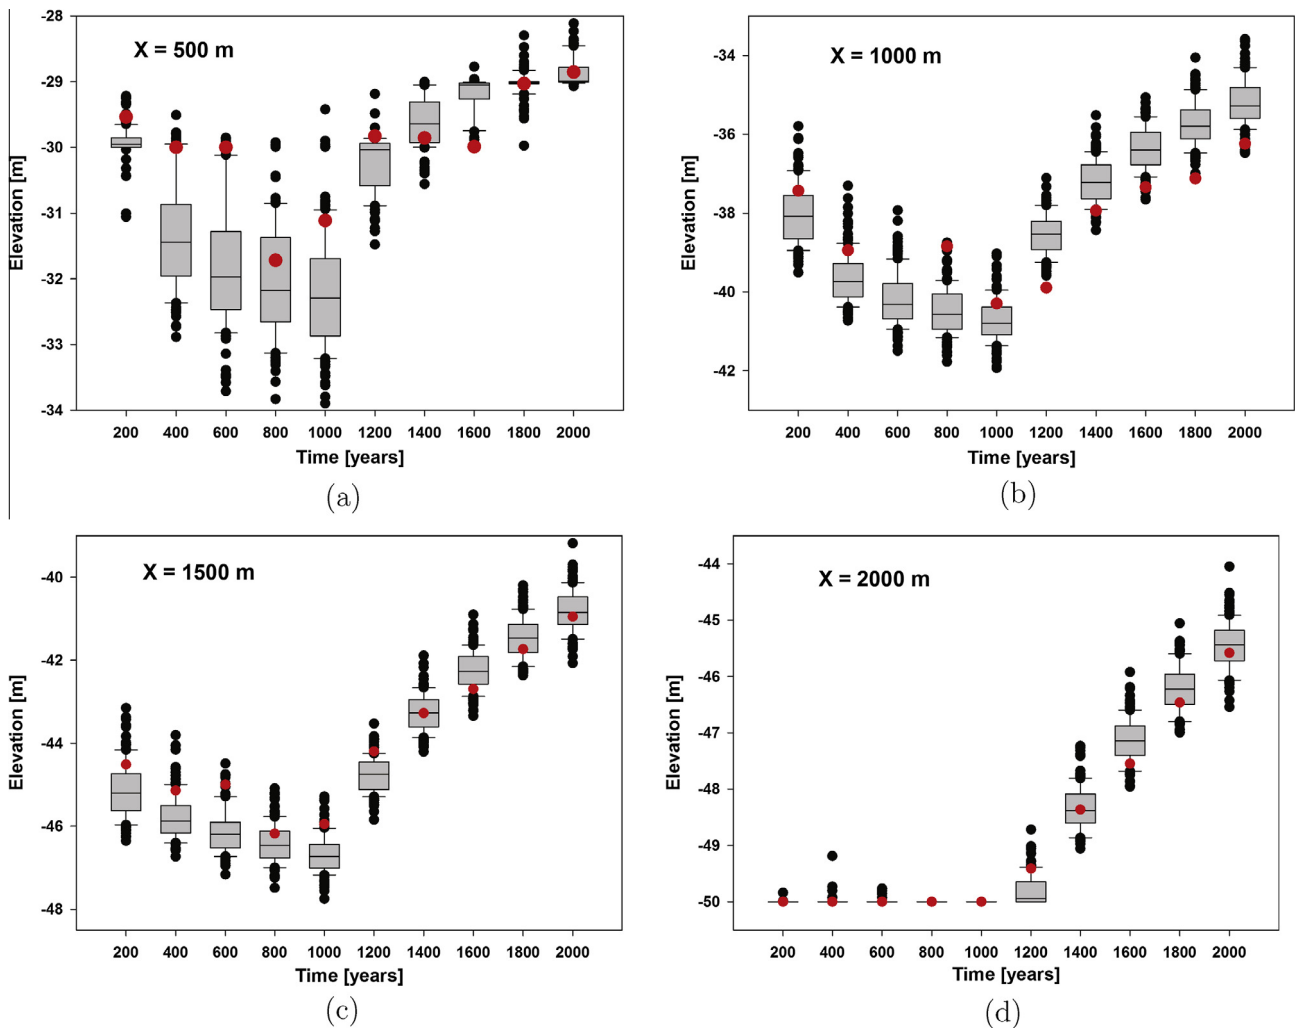 X = 500 m
Elevation [m]
-28
-29
-30
-31
-32
-33
-34
200 400 600 800 1000 1200 1400 1600 1800 2000
Time [years]
(a)
X = 1000 m
Elevation [m]
-34
-36
-38
-40
-42
200 400 600 800 1000 1200 1400 1600 1800 2000
Time [years]
(b)
X = 1500 m
Elevation [m]
-40
-42
-44
-46
-48
200 400 600 800 1000 1200 1400 1600 1800 2000
Time [years]
(c)
X = 2000 m
Elevation [m]
-44
-45
-46
-47
-48
-49
-50
200 400 600 800 1000 1200 1400 1600 1800 2000
Time [years]
(d)